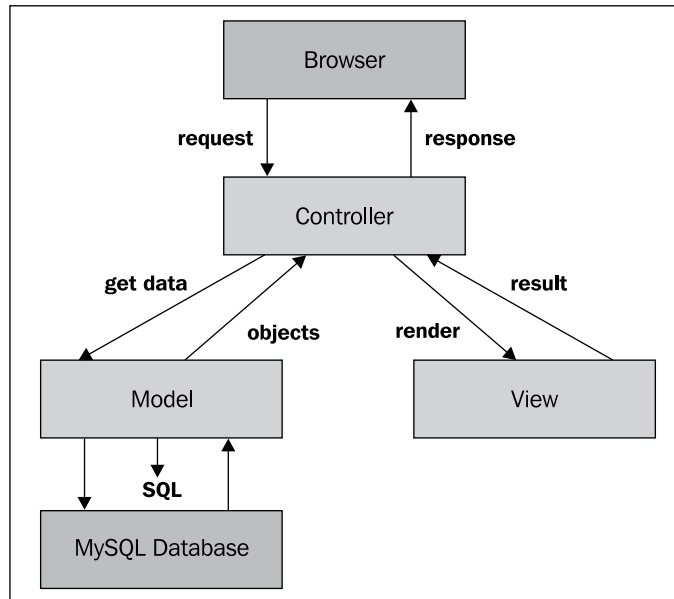 Browser
request
response
Controller
get data
result
objects
render
Model
View
SQL
MySQL Database